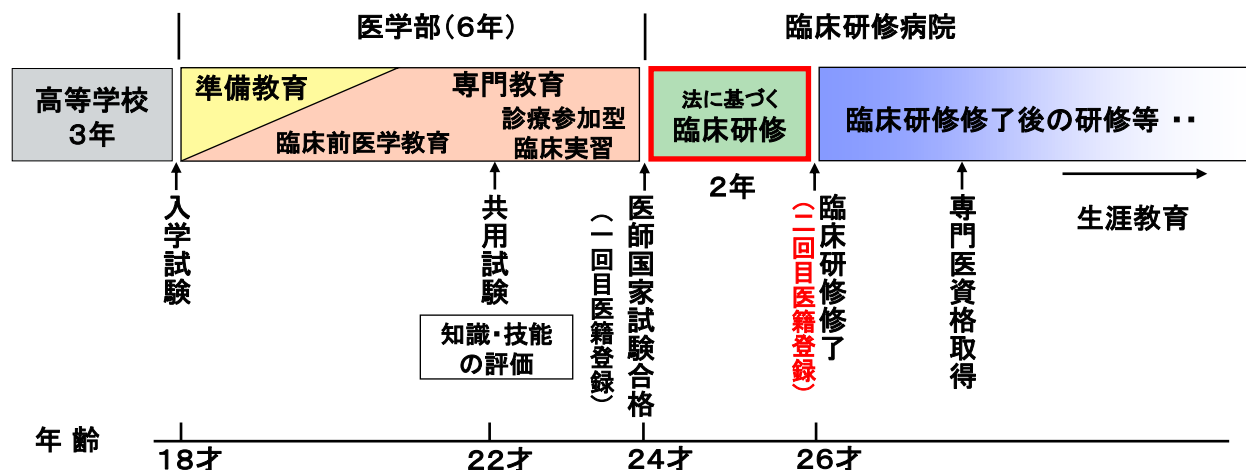 医学部（６年）
臨床研修病院
高等学校
３年
準備教育
専門教育
臨床前医学教育
診療参加型
臨床実習
法に基づく
臨床研修
臨床研修修了後の研修等 ・・
２年
生涯教育
入学試験
共用試験
知識・技能
の評価
医師国家試験合格
（一回目医籍登録）
臨床研修修了
（二回目医籍登録）
専門医資格取得
年 齢
18才
22才
24才
26才